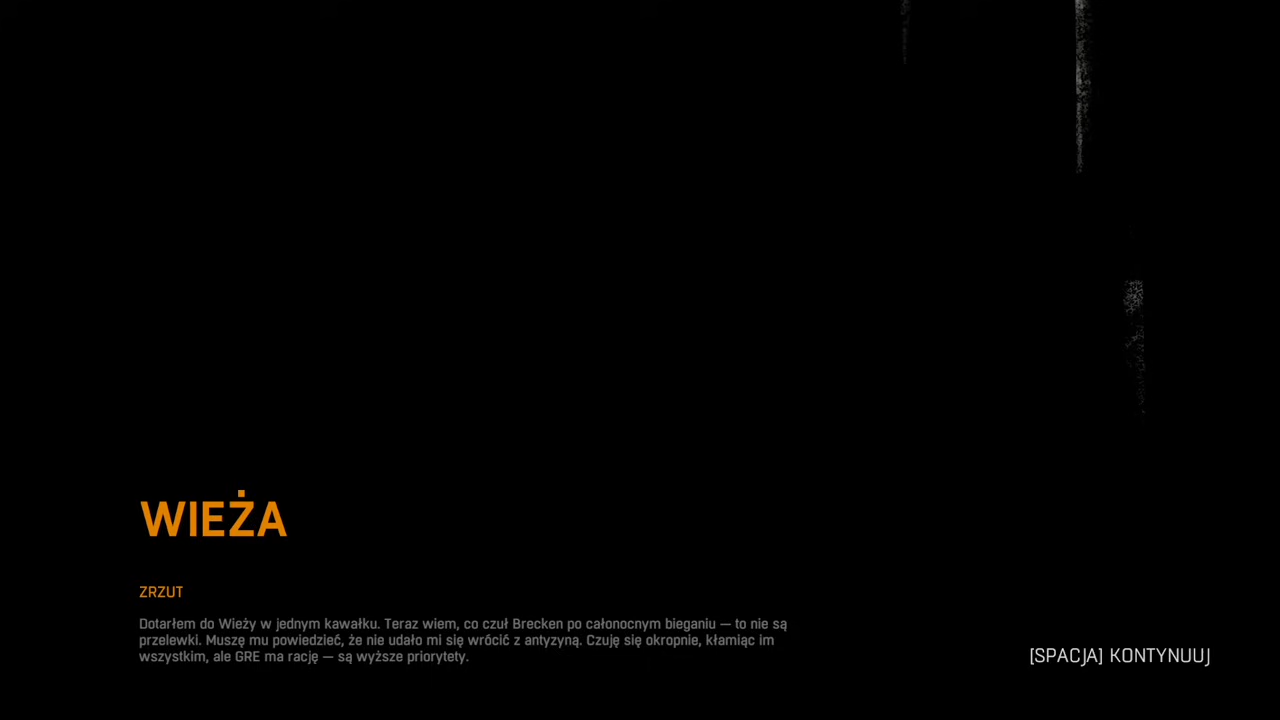 WIEŻA
ZRZUT
Dotarłem do Wieży w jednym kawałku. Teraz wiem, co czuł Brecken po całonocnym bieganiu — to nie są
przelewki. Muszę mu powiedzieć, że nie udało mi się wrócić z antyzyną. Czuję się okropnie, kłamiąc im
wszystkim, ale GRE ma rację — są wyższe priorytety.
[SPACJA] KONTYNUUJ